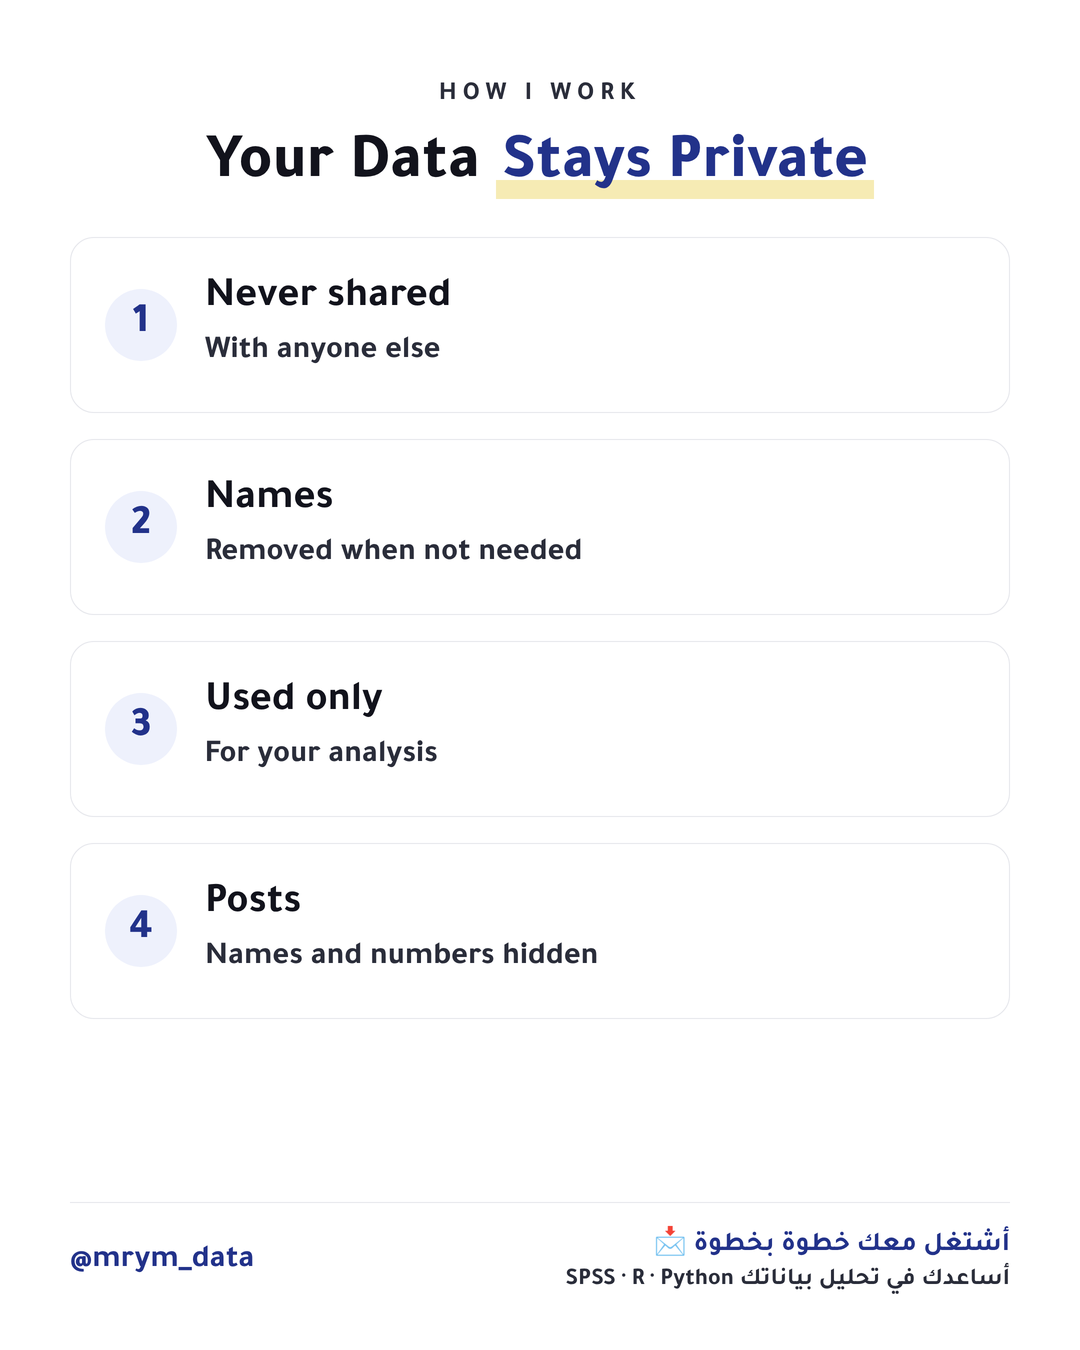 HOW I WORK
Your Data Stays Private
1
Never shared
With anyone else
2
Names
Removed when not needed
3
Used only
For your analysis
4
Posts
Names and numbers hidden
@mrym_data
أشتغل معك خطوة بخطوة 📩
أساعدك في تحليل بياناتك SPSS · R · Python